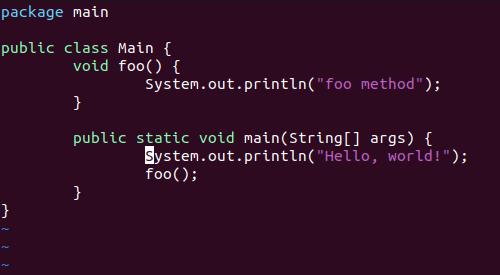 package main

public class Main {
        void foo() {
                System.out.println("foo method");
        }

        public static void main(String[] args) {
                System.out.println("Hello, world!");
                foo();
        }
}
~
~
~